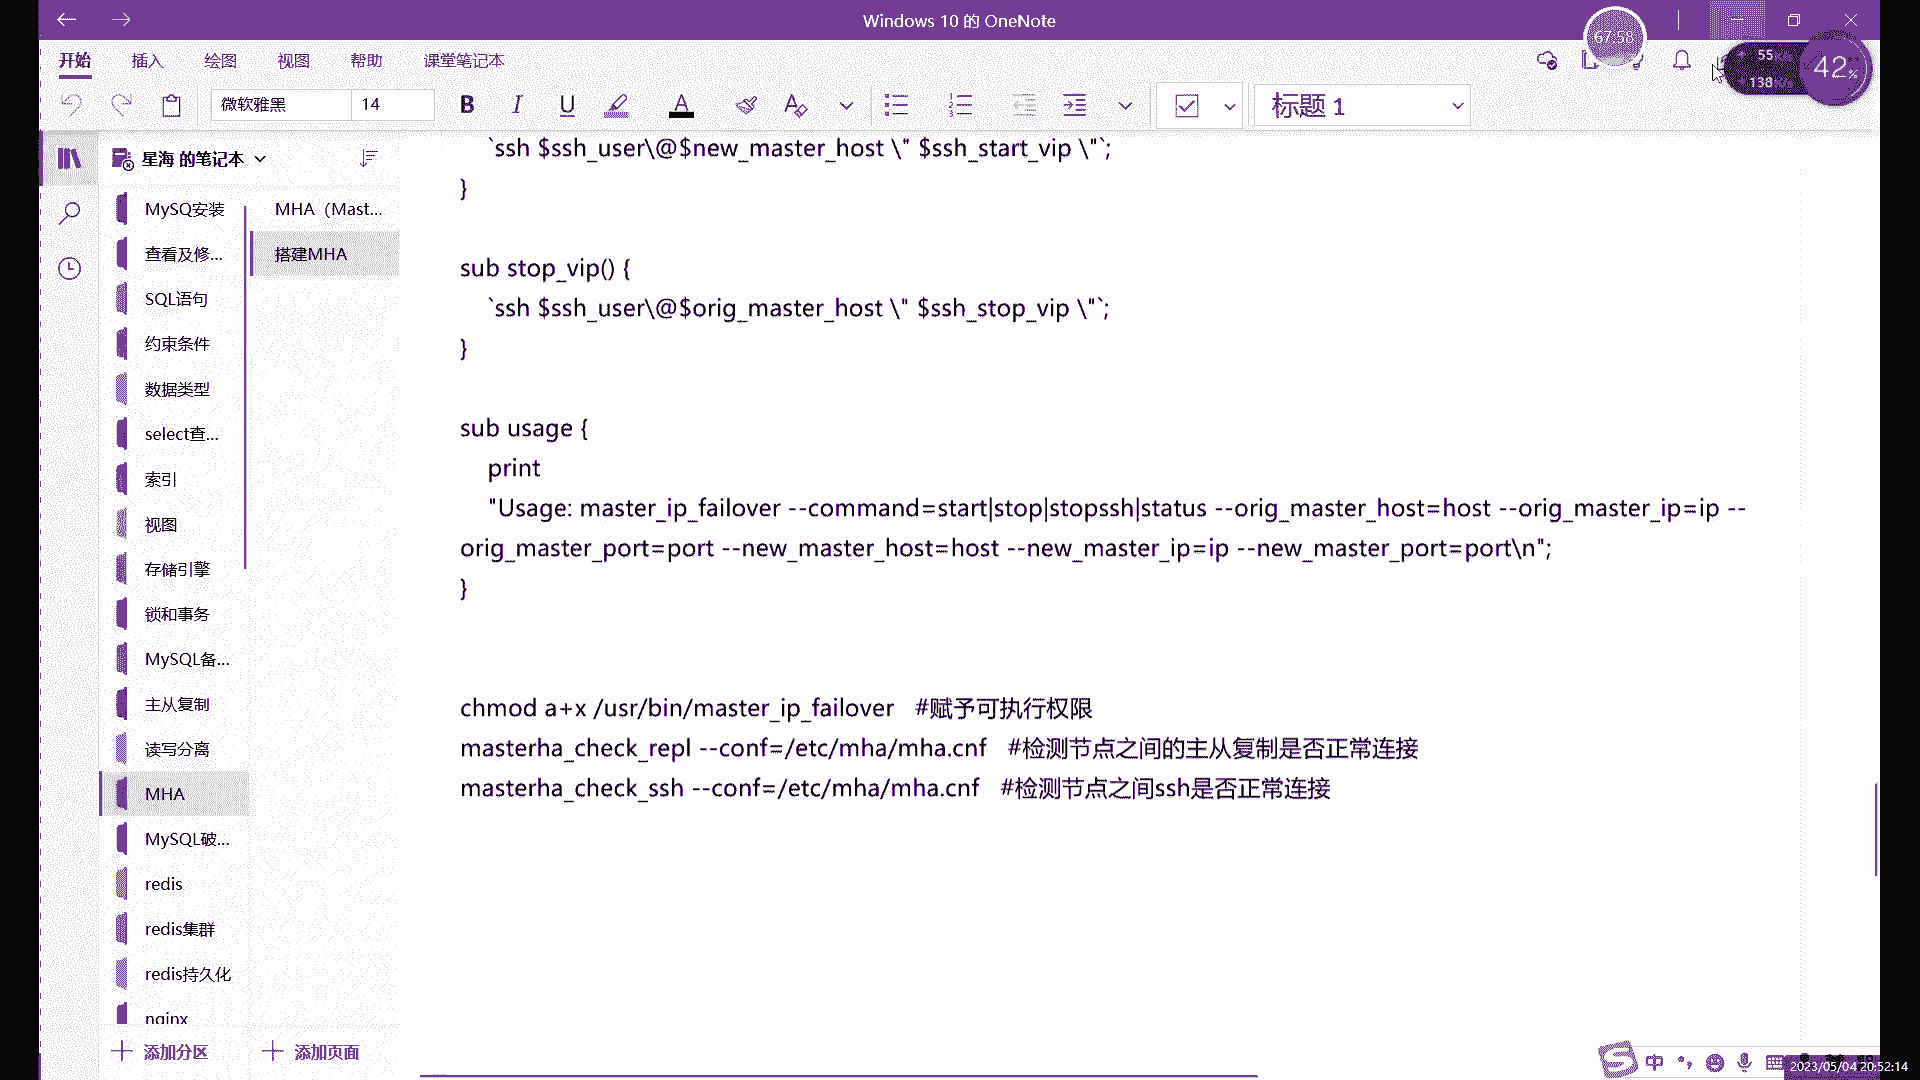 Windows 10 的 OneNote
67:58
开始 插入 绘图 视图 帮助 课堂笔记本
55
138
42%
微软雅黑 14 B I U A A 标题 1
星海 的笔记本
MySQ安装
查看及修...
SQL语句
约束条件
数据类型
select查...
索引
视图
存储引擎
锁和事务
MySQL备...
主从复制
读写分离
MHA
MySQL破...
redis
redis集群
redis持久化
nginx
添加分区
MHA（Mast...
搭建MHA
添加页面
`ssh $ssh_user\@$new_master_host \" $ssh_start_vip \"`;
}
sub stop_vip() {
`ssh $ssh_user\@$orig_master_host \" $ssh_stop_vip \"`;
}
sub usage {
print
"Usage: master_ip_failover --command=start|stop|stopssh|status --orig_master_host=host --orig_master_ip=ip --
orig_master_port=port --new_master_host=host --new_master_ip=ip --new_master_port=port\n";
}
chmod a+x /usr/bin/master_ip_failover #赋予可执行权限
masterha_check_repl --conf=/etc/mha/mha.cnf #检测节点之间的主从复制是否正常连接
masterha_check_ssh --conf=/etc/mha/mha.cnf #检测节点之间ssh是否正常连接
中
2023/05/04 20:52:14